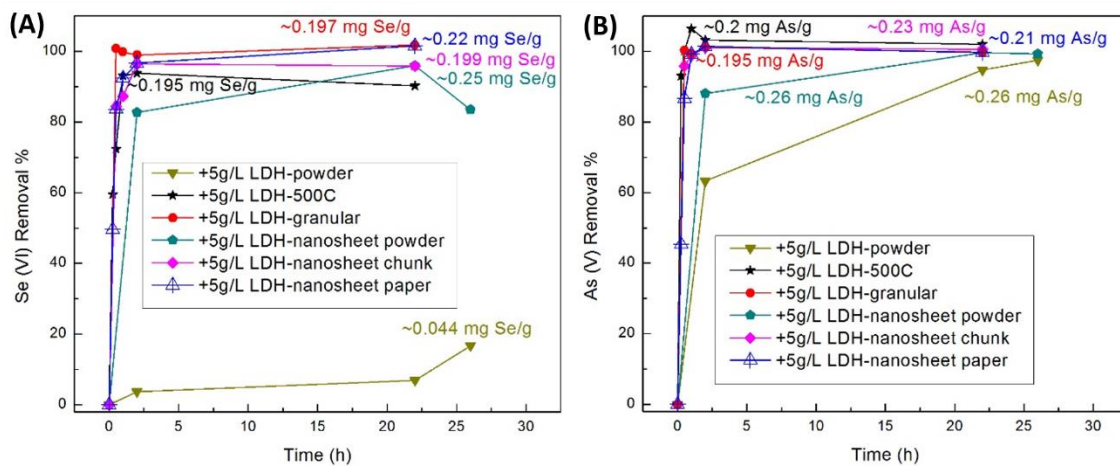 (A)
Se (VI) Removal %
100
80
60
40
20
0
~0.197 mg Se/g
~0.22 mg Se/g
~0.199 mg Se/g
~0.195 mg Se/g
~0.25 mg Se/g
+5g/L LDH-powder
+5g/L LDH-500C
+5g/L LDH-granular
+5g/L LDH-nanosheet powder
+5g/L LDH-nanosheet chunk
+5g/L LDH-nanosheet paper
~0.044 mg Se/g
0 5 10 15 20 25 30
Time (h)
(B)
As (V) Removal %
100
80
60
40
20
0
~0.2 mg As/g
~0.23 mg As/g
~0.21 mg As/g
~0.195 mg As/g
~0.26 mg As/g
~0.26 mg As/g
+5g/L LDH-powder
+5g/L LDH-500C
+5g/L LDH-granular
+5g/L LDH-nanosheet powder
+5g/L LDH-nanosheet chunk
+5g/L LDH-nanosheet paper
0 5 10 15 20 25 30
Time (h)